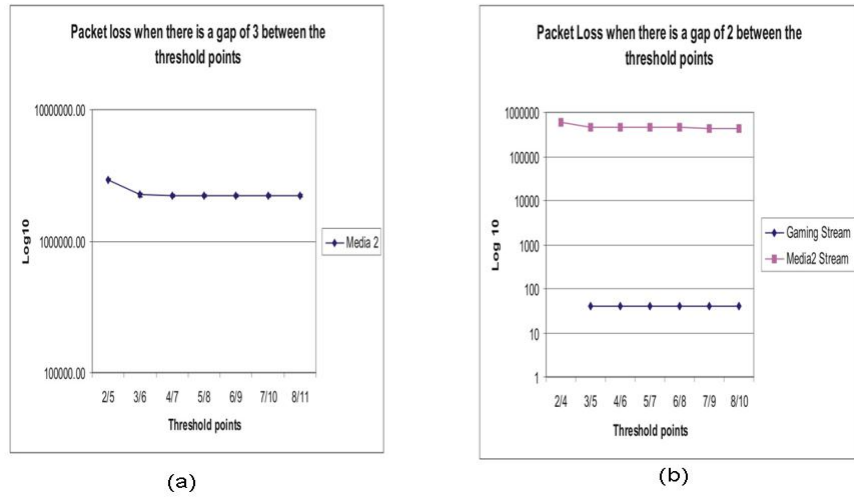 Packet loss when there is a gap of 3 between the
threshold points
10000000.00
1000000.00
100000.00
Log10
2/5 3/6 4/7 5/8 6/9 7/10 8/11
Threshold points
Media 2
(a)
Packet Loss when there is a gap of 2 between the
threshold points
1000000
100000
10000
1000
100
10
1
Log 10
2/4 3/5 4/6 5/7 6/8 7/9 8/10
Threshold points
Gaming Stream
Media2 Stream
(b)